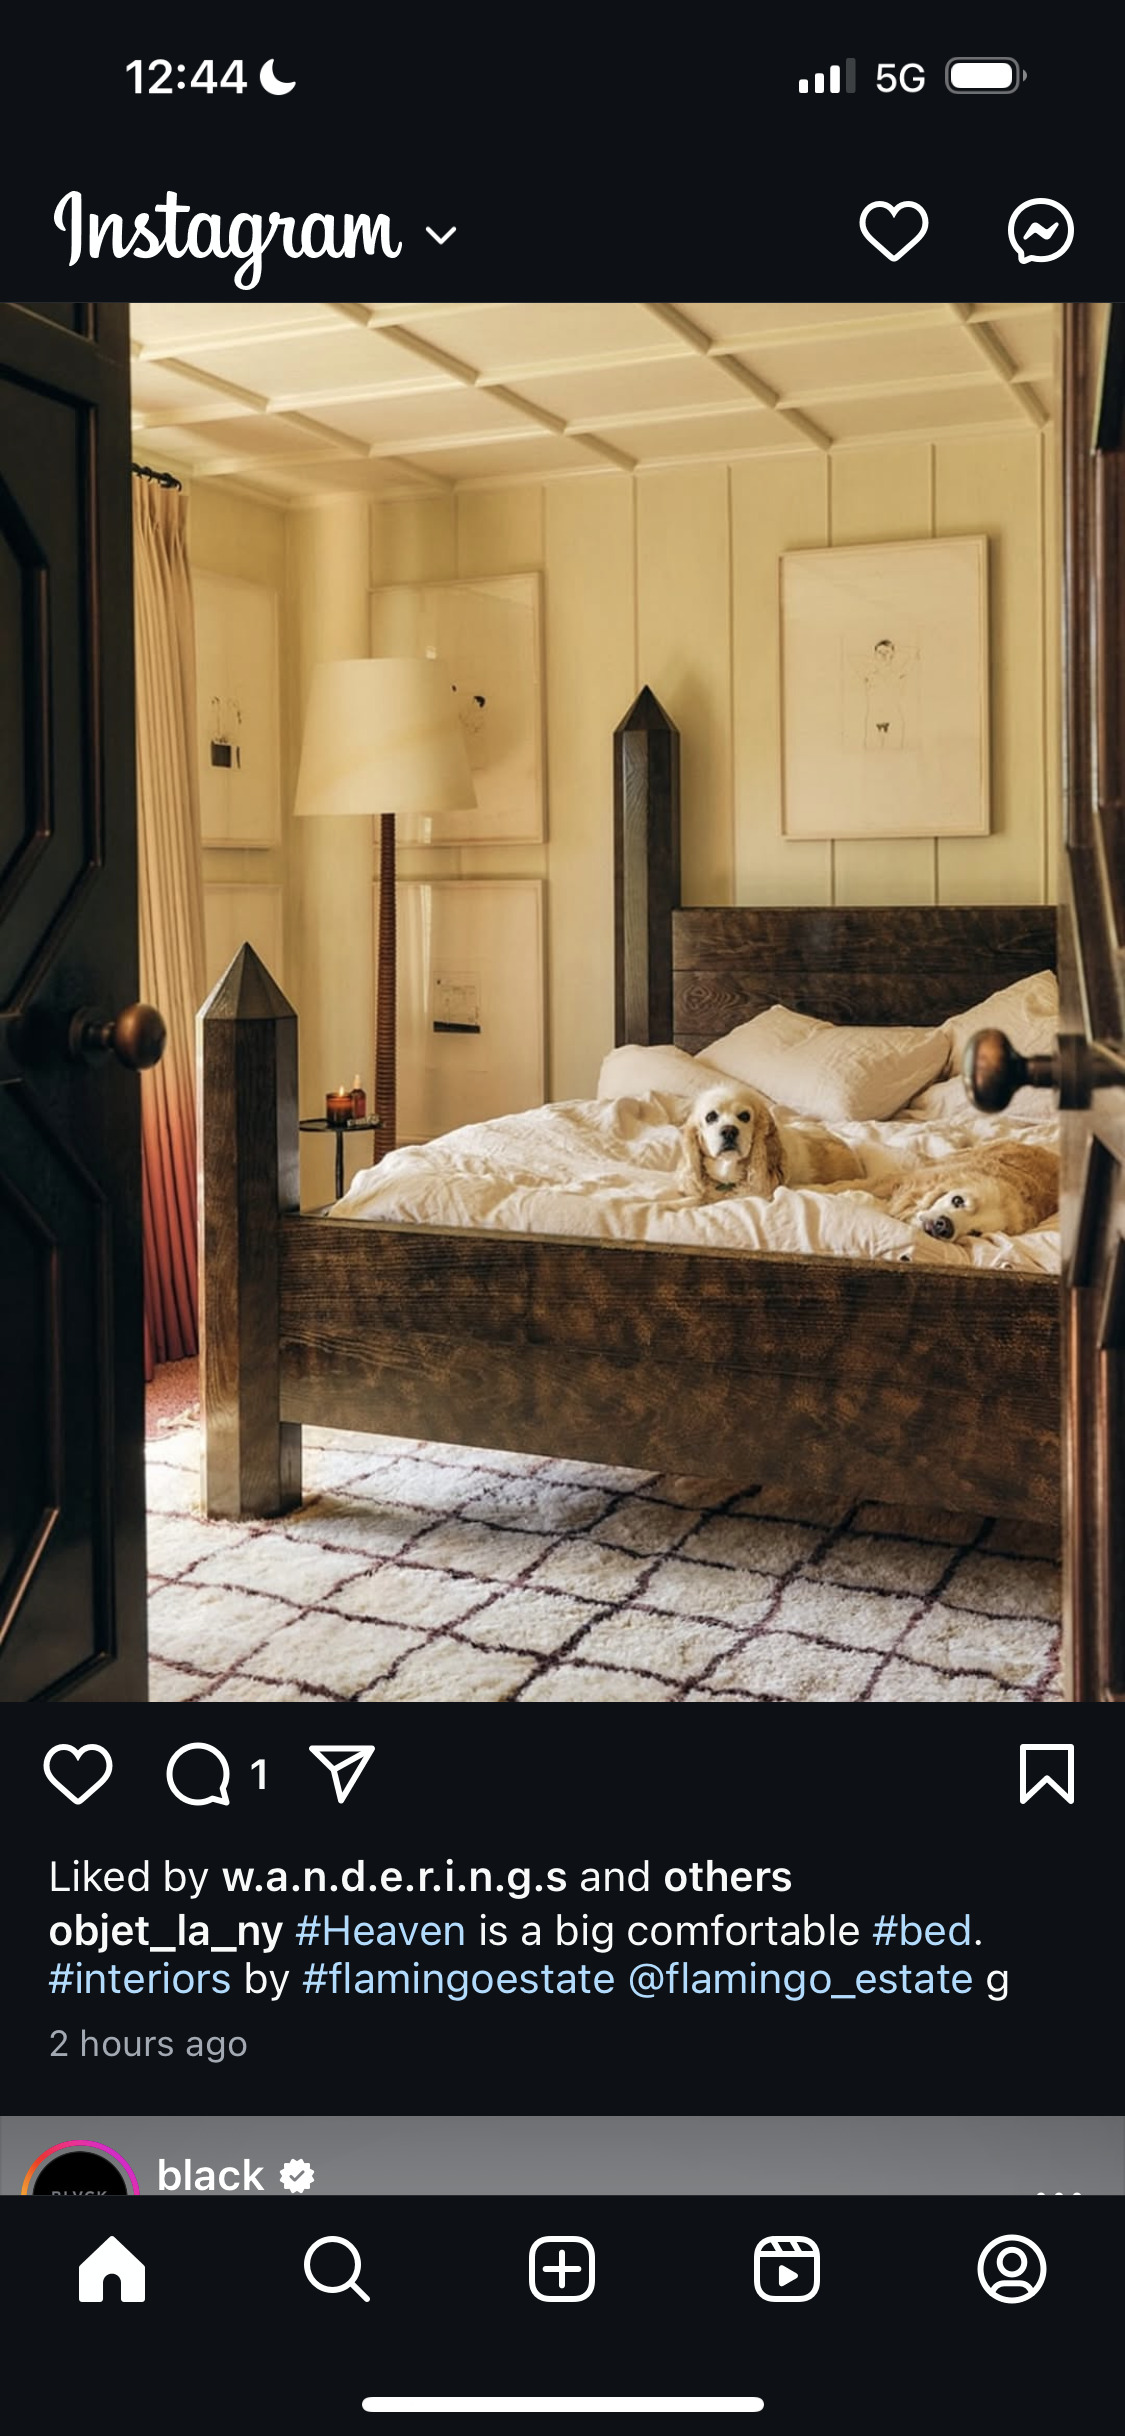 12:44
5G
Instagram
1
Liked by w.a.n.d.e.r.i.n.g.s and others
objet_la_ny #Heaven is a big comfortable #bed.
#interiors by #flamingoestate @flamingo_estate g
2 hours ago
black